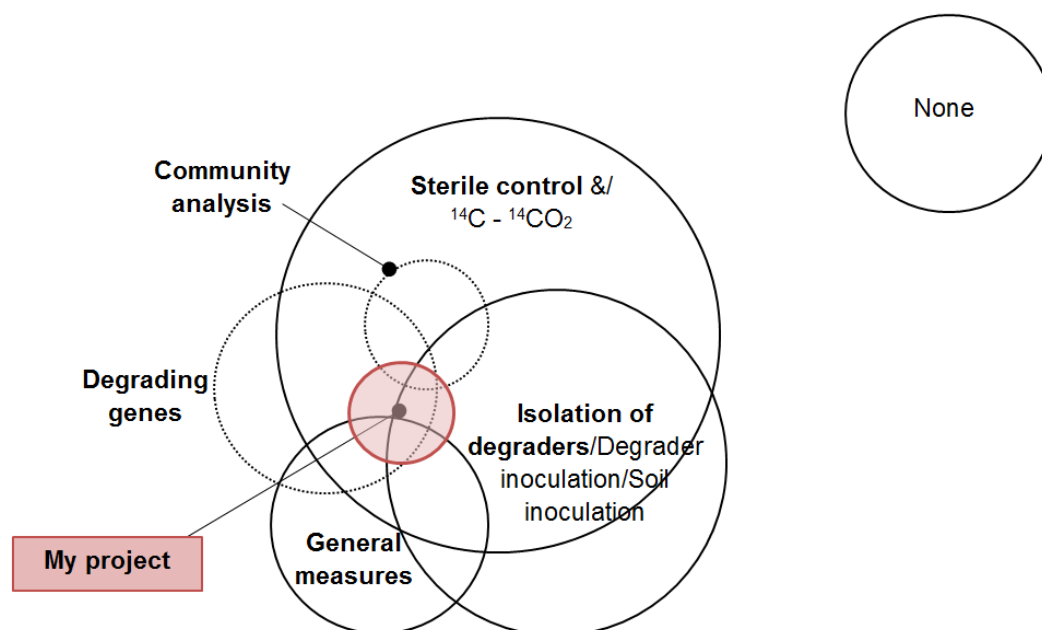 None
Community
analysis
Sterile control &/
¹⁴C - ¹⁴CO₂
Degrading
genes
Isolation of
degraders/Degrader
inoculation/Soil
inoculation
General
measures
My project